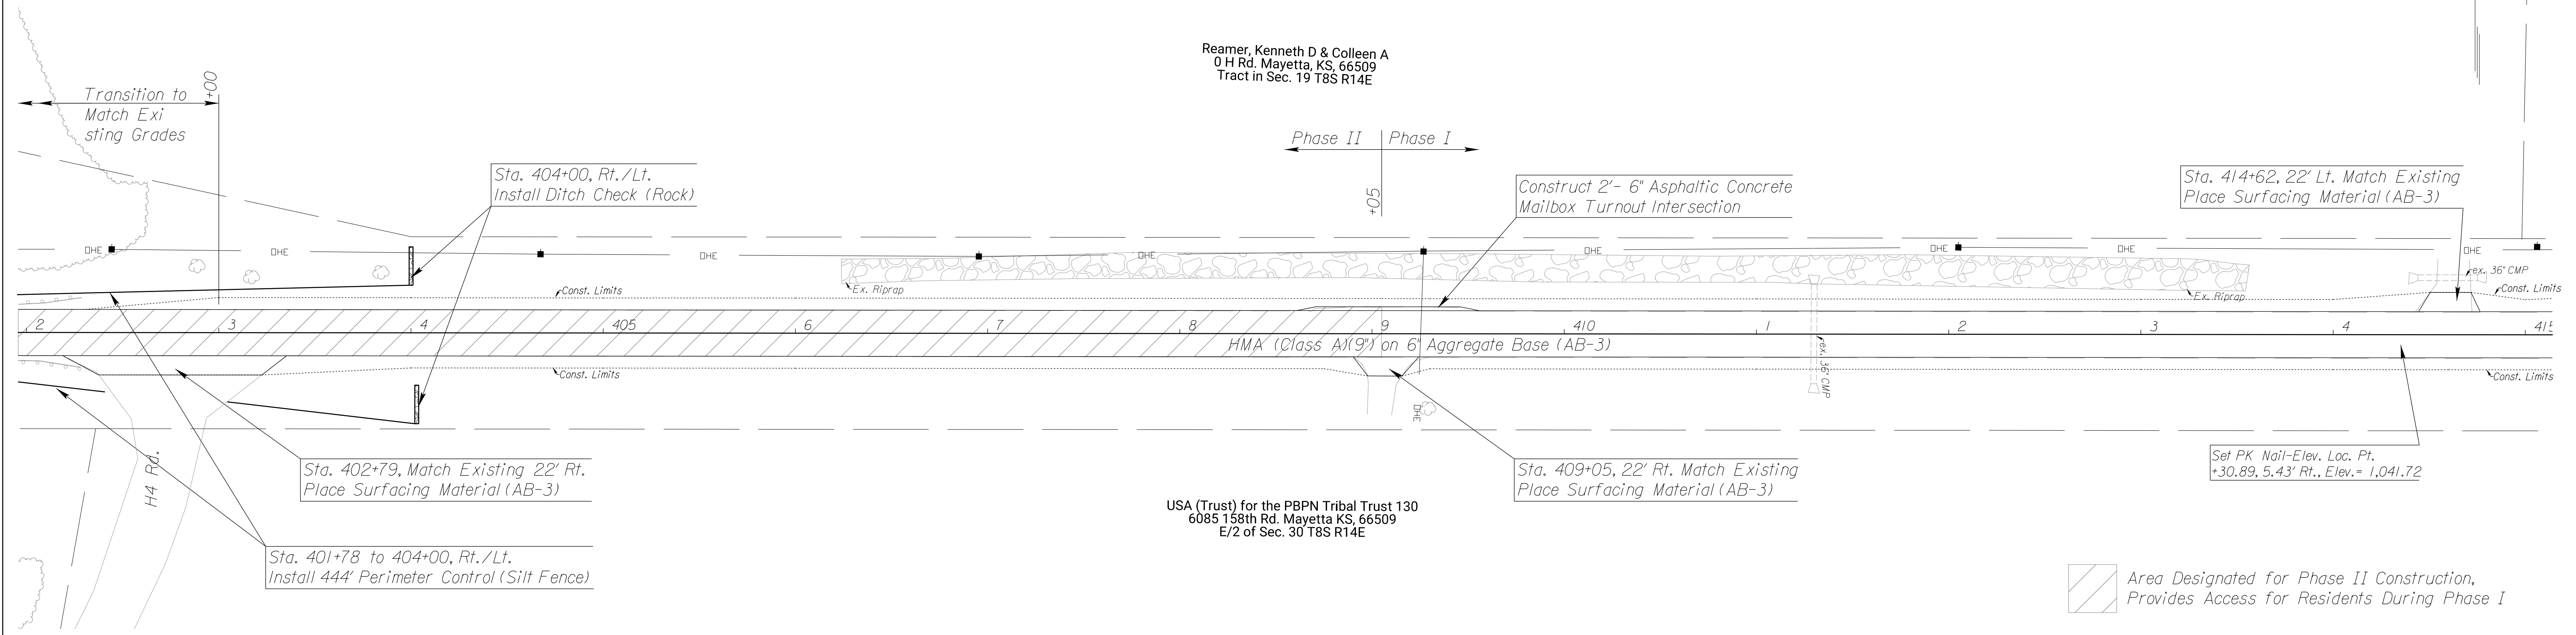 Reamer, Kenneth D & Colleen A
0 H Rd. Mayetta, KS, 66509
Tract in Sec. 19 T8S R14E
+00
Transition to
Match Exi
sting Grades
Phase II
Phase I
+05
Sta. 404+00, Rt./Lt.
Install Ditch Check (Rock)
Construct 2'- 6" Asphaltic Concrete
Mailbox Turnout Intersection
Sta. 414+62, 22' Lt. Match Existing
Place Surfacing Material (AB-3)
OHE
OHE
OHE
OHE
OHE
OHE
OHE
OHE
ex. 36" CMP
Const. Limits
Ex. Riprap
Ex. Riprap
Const. Limits
2
3
4
405
6
7
8
9
410
1
2
3
4
415
HMA (Class A)(9") on 6" Aggregate Base (AB-3)
ex. 36" CMP
Const. Limits
Const. Limits
OHE
H4 Rd.
Sta. 402+79, Match Existing 22' Rt.
Place Surfacing Material (AB-3)
Sta. 409+05, 22' Rt. Match Existing
Place Surfacing Material (AB-3)
Set PK Nail-Elev. Loc. Pt.
+30.89, 5.43' Rt., Elev.= 1,041.72
USA (Trust) for the PBPN Tribal Trust 130
6085 158th Rd. Mayetta KS, 66509
E/2 of Sec. 30 T8S R14E
Sta. 401+78 to 404+00, Rt./Lt.
Install 444' Perimeter Control (Silt Fence)
Area Designated for Phase II Construction,
Provides Access for Residents During Phase I